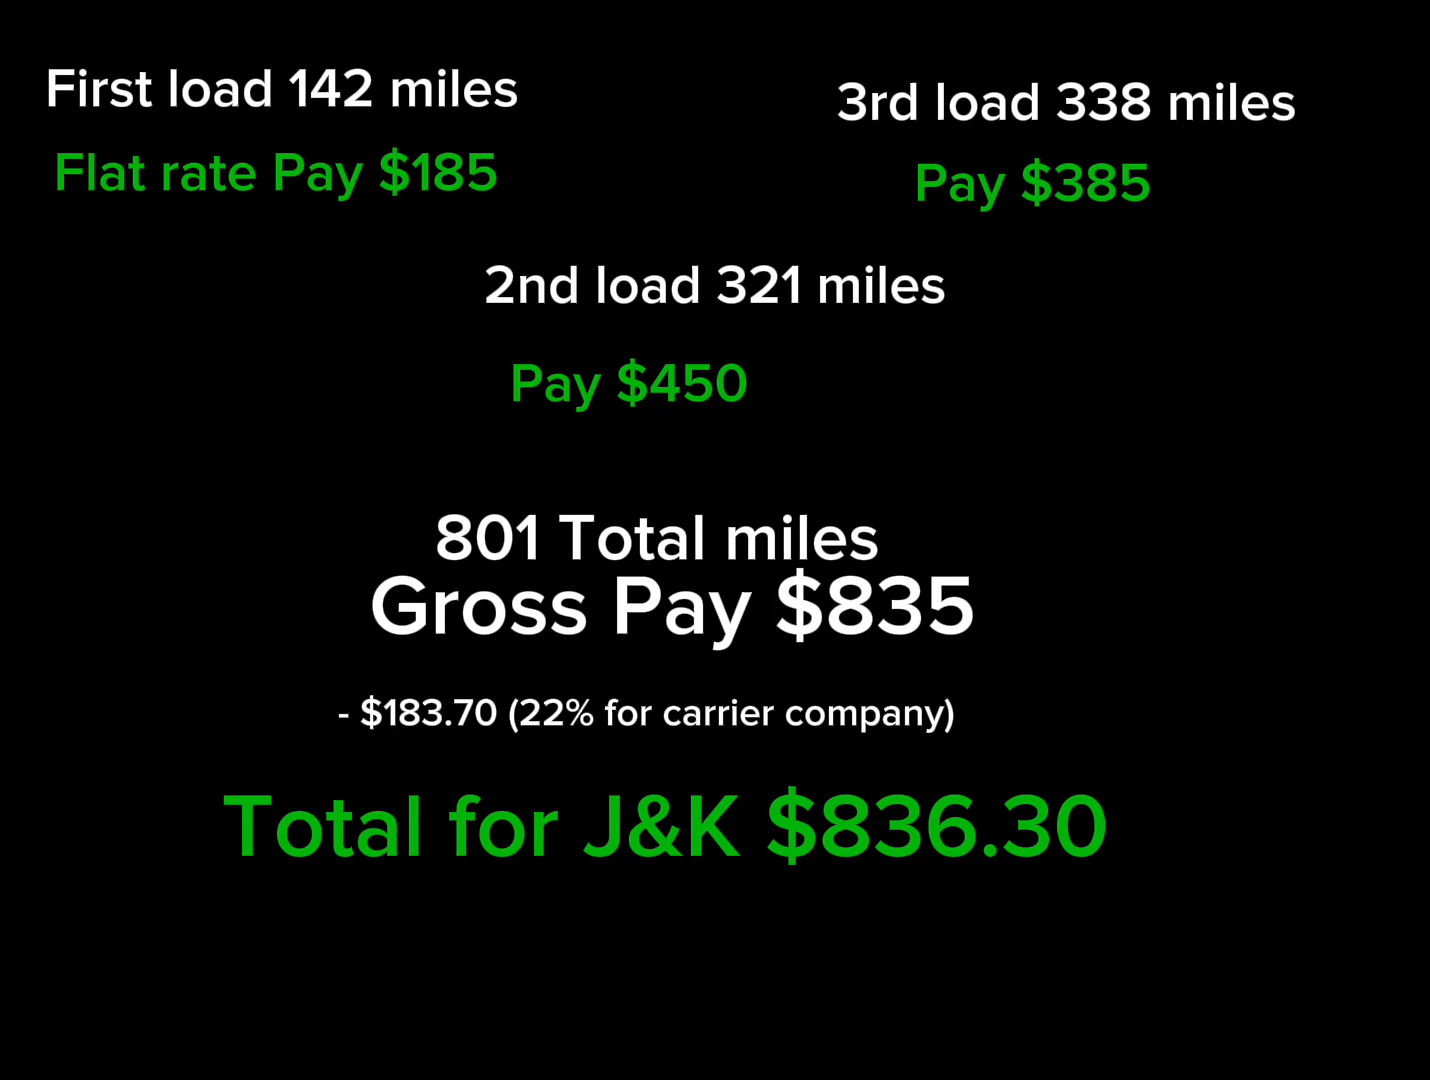 First load 142 miles
Flat rate Pay $185
3rd load 338 miles
Pay $385
2nd load 321 miles
Pay $450
801 Total miles
Gross Pay $835
- $183.70 (22% for carrier company)
Total for J&K $836.30